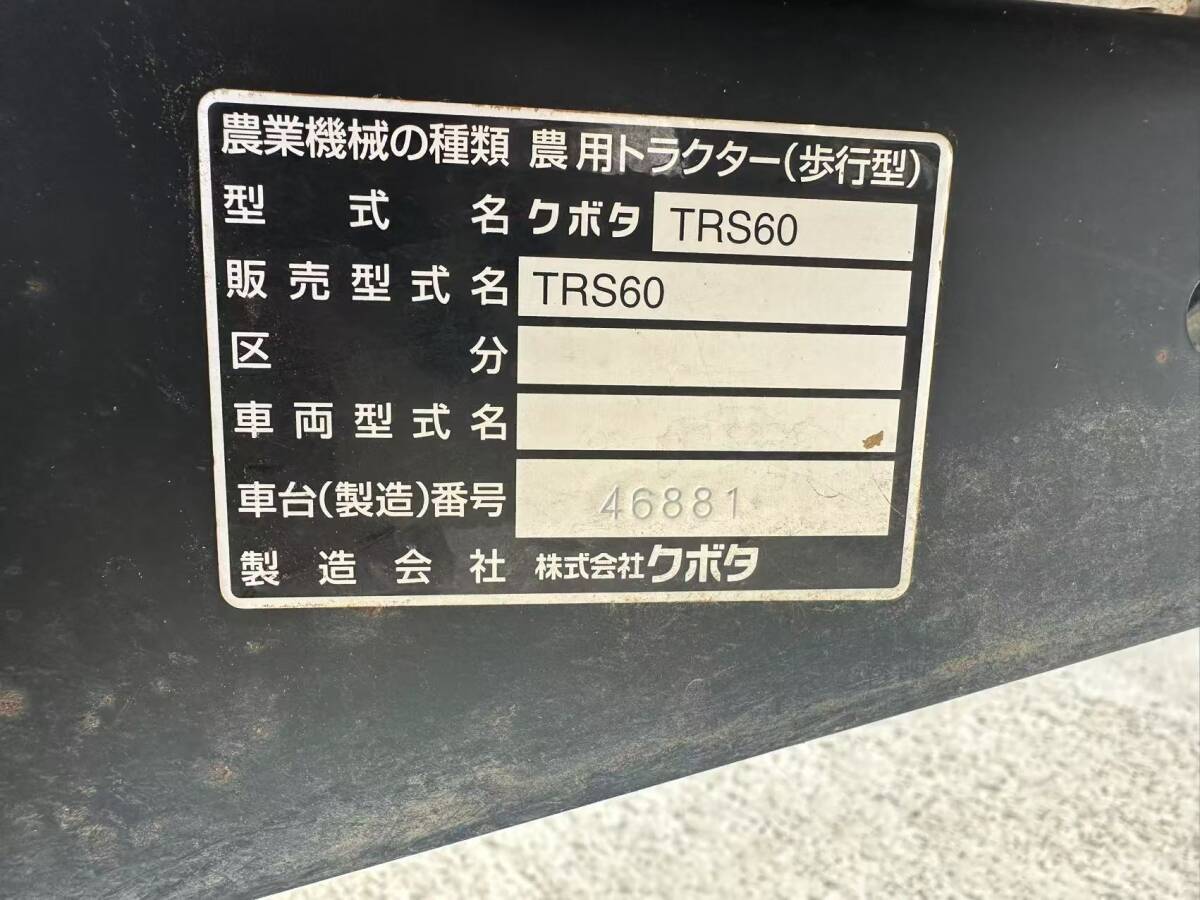 農業機械の種類 農用トラクター(歩行型)
型式名 クボタ TRS60
販売型式名 TRS60
区分
車両型式名
車台(製造)番号 46881
製造会社 株式会社クボタ